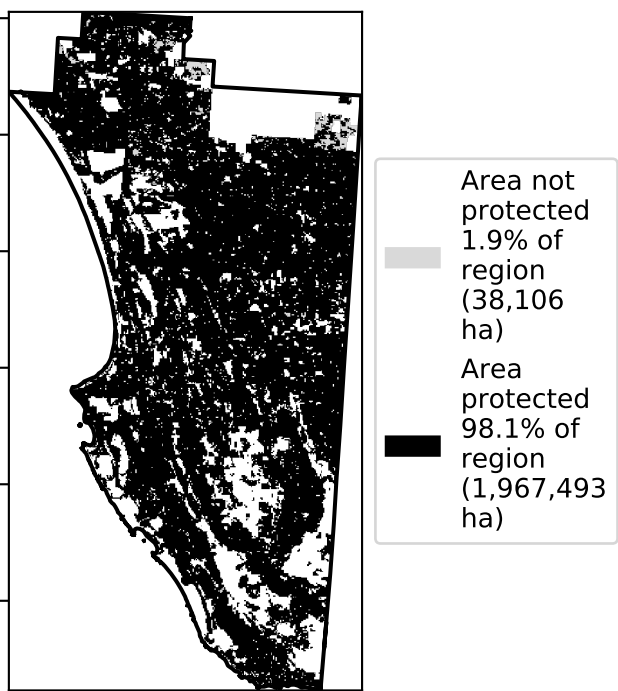 Area not
protected
1.9% of
region
(38,106
ha)
Area
protected
98.1% of
region
(1,967,493
ha)